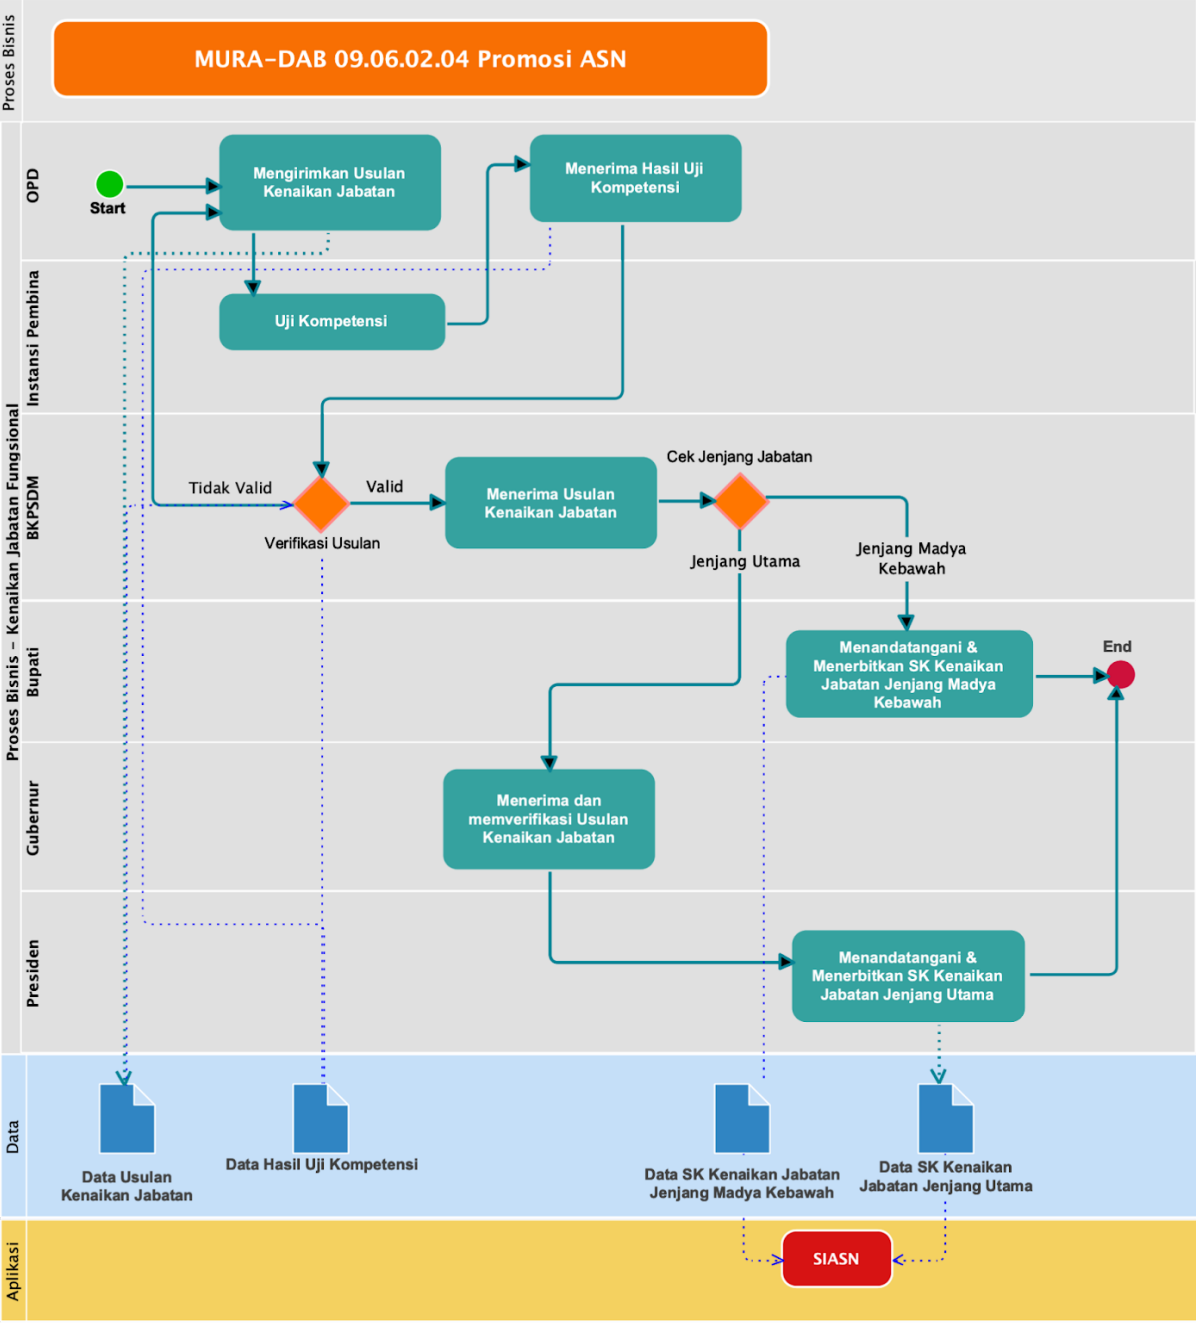 Proses Bisnis
MURA-DAB 09.06.02.04 Promosi ASN
Proses Bisnis – Kenaikan Jabatan Fungsional
OPD
Start
Mengirimkan Usulan
Kenaikan Jabatan
Menerima Hasil Uji
Kompetensi
Instansi Pembina
Uji Kompetensi
BKPSDM
Tidak Valid
Verifikasi Usulan
Valid
Menerima Usulan
Kenaikan Jabatan
Cek Jenjang Jabatan
Jenjang Utama
Jenjang Madya
Kebawah
Bupati
Menandatangani &
Menerbitkan SK Kenaikan
Jabatan Jenjang Madya
Kebawah
End
Gubernur
Menerima dan
memverifikasi Usulan
Kenaikan Jabatan
Presiden
Menandatangani &
Menerbitkan SK Kenaikan
Jabatan Jenjang Utama
Data
Data Usulan
Kenaikan Jabatan
Data Hasil Uji Kompetensi
Data SK Kenaikan Jabatan
Jenjang Madya Kebawah
Data SK Kenaikan
Jabatan Jenjang Utama
Aplikasi
SIASN